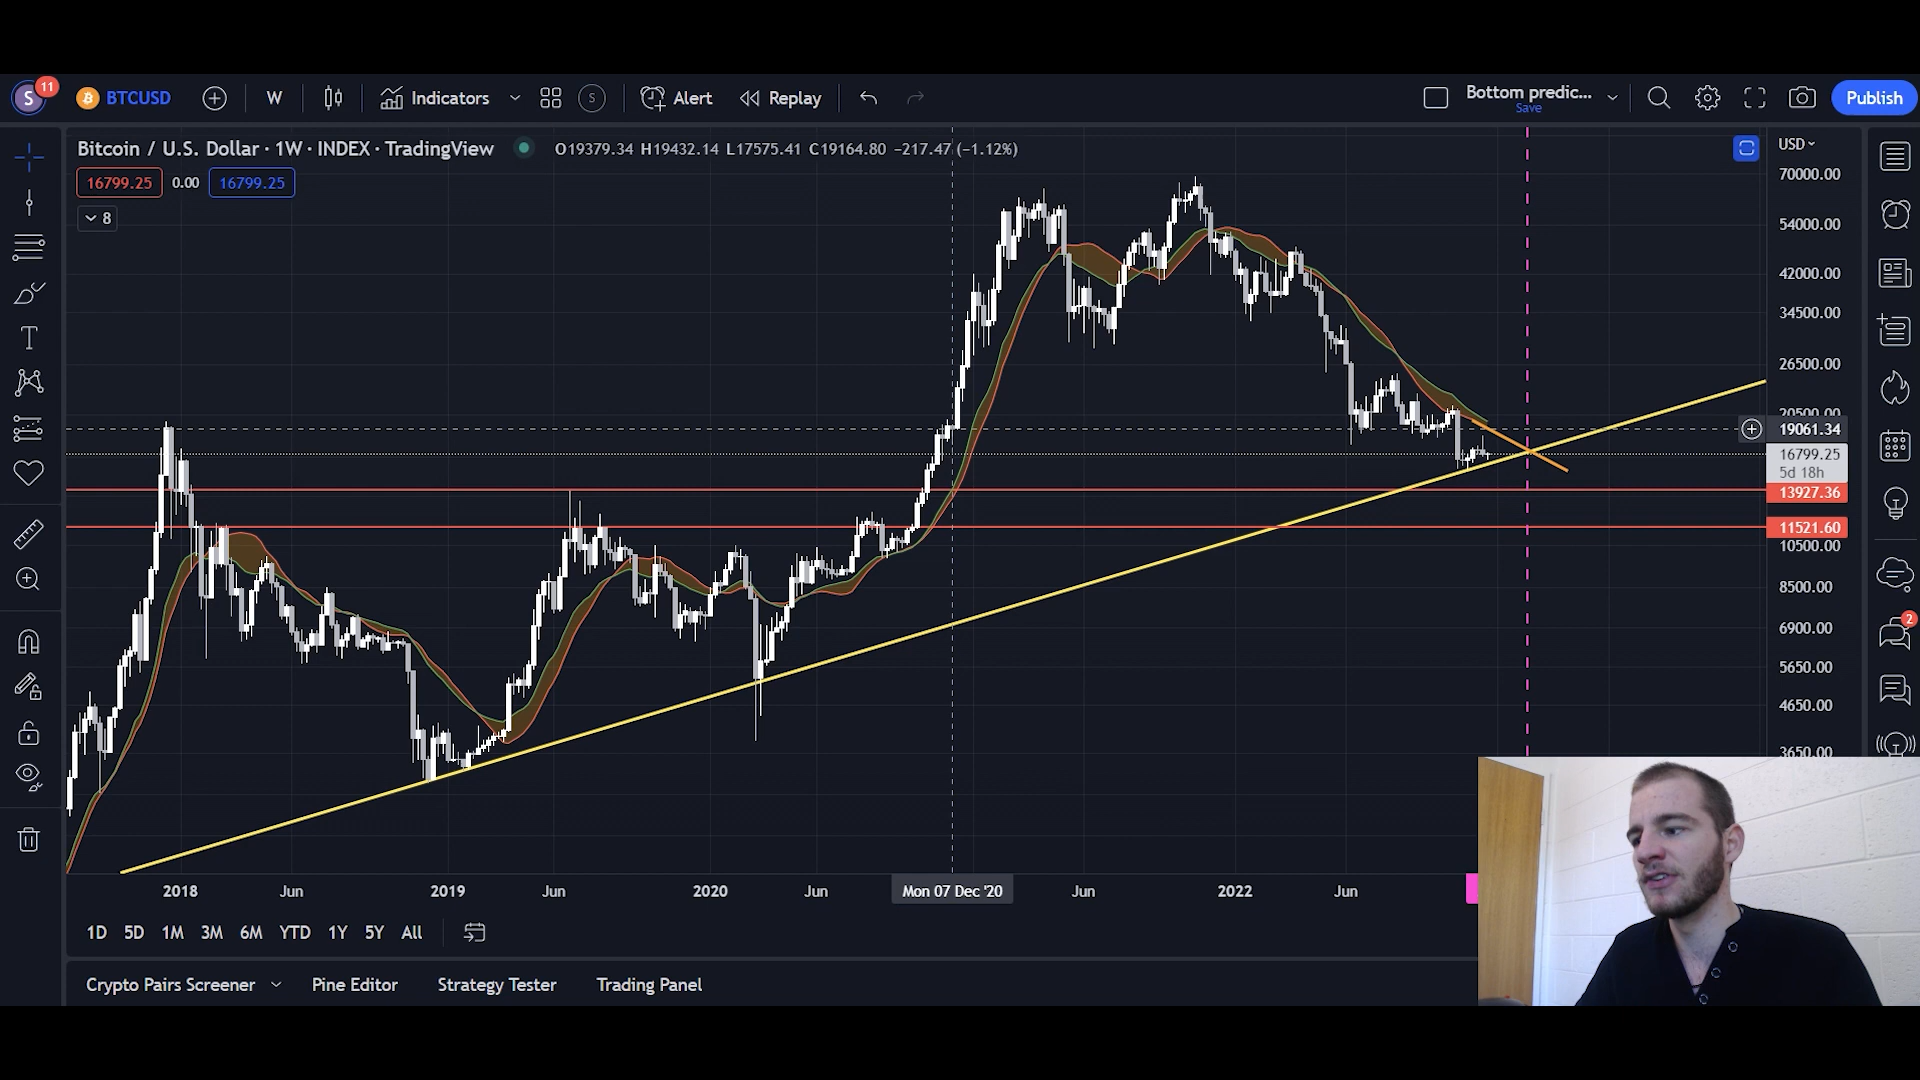 S 11 BTCUSD W Indicators S Alert Replay Bottom predic... Save Publish
Bitcoin / U.S. Dollar · 1W · INDEX · TradingView O19379.34 H19432.14 L17575.41 C19164.80 −217.47 (−1.12%) USD
16799.25 0.00 16799.25
8
70000.00
54000.00
42000.00
34500.00
26500.00
20500.00
19061.34
16799.25
5d 18h
13927.36
11521.60
10500.00
8500.00
6900.00
5650.00
4650.00
3650.00
2
2018 Jun 2019 Jun 2020 Jun Mon 07 Dec '20 Jun 2022 Jun
1D 5D 1M 3M 6M YTD 1Y 5Y All
Crypto Pairs Screener Pine Editor Strategy Tester Trading Panel